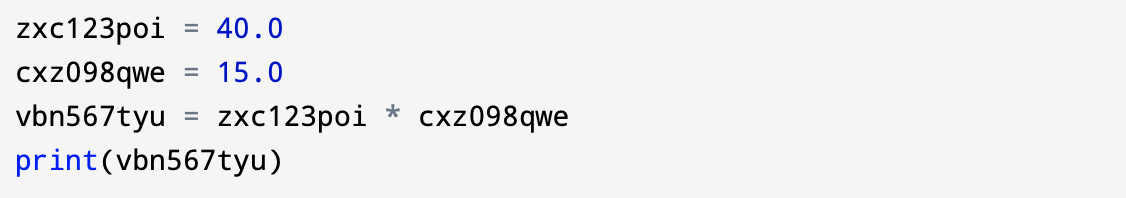 zxc123poi = 40.0
cxz098qwe = 15.0
vbn567tyu = zxc123poi * cxz098qwe
print(vbn567tyu)